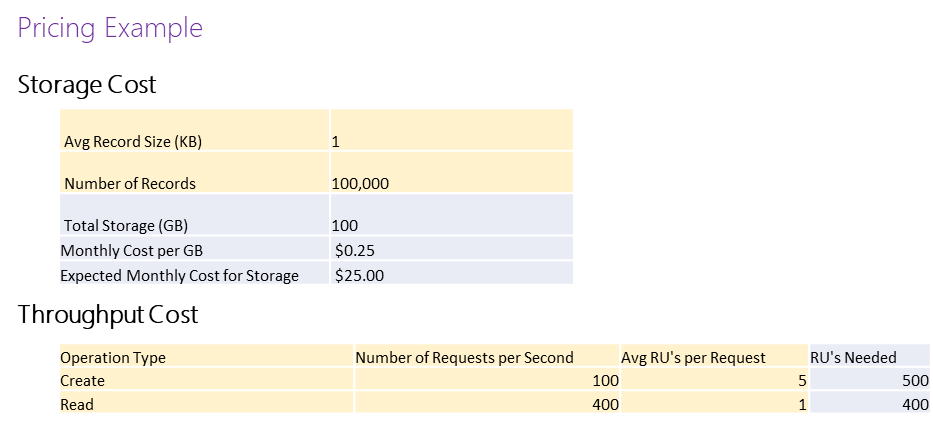 Pricing Example
Storage Cost
Avg Record Size (KB) 1
Number of Records 100,000
Total Storage (GB) 100
Monthly Cost per GB $0.25
Expected Monthly Cost for Storage $25.00
Throughput Cost
Operation Type Number of Requests per Second Avg RU's per Request RU's Needed
Create 100 5 500
Read 400 1 400